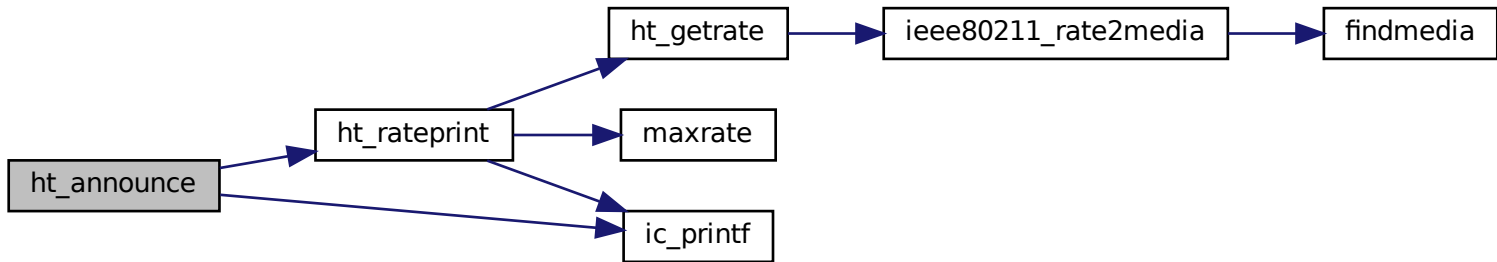 ht_getrate
ieee80211_rate2media
findmedia
ht_rateprint
maxrate
ht_announce
ic_printf